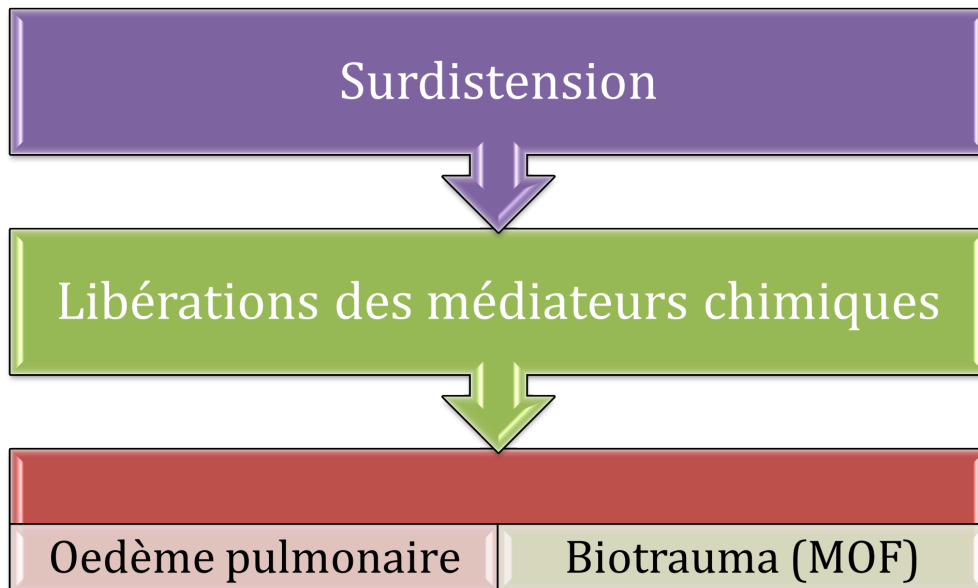 Surdistension
Libérations des médiateurs chimiques
Oedème pulmonaire
Biotrauma (MOF)